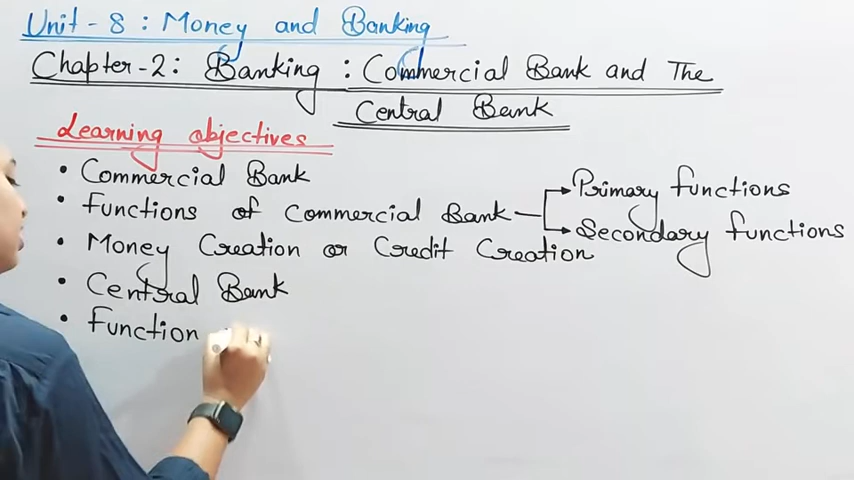 Unit - 8 : Money and Banking
Chapter-2 : Banking : Commercial Bank and The
Central Bank
Learning objectives
• Commercial Bank
• functions of Commercial Bank → Primary functions
→ Secondary functions
• Money Creation or Credit Creation
• Central Bank
• function